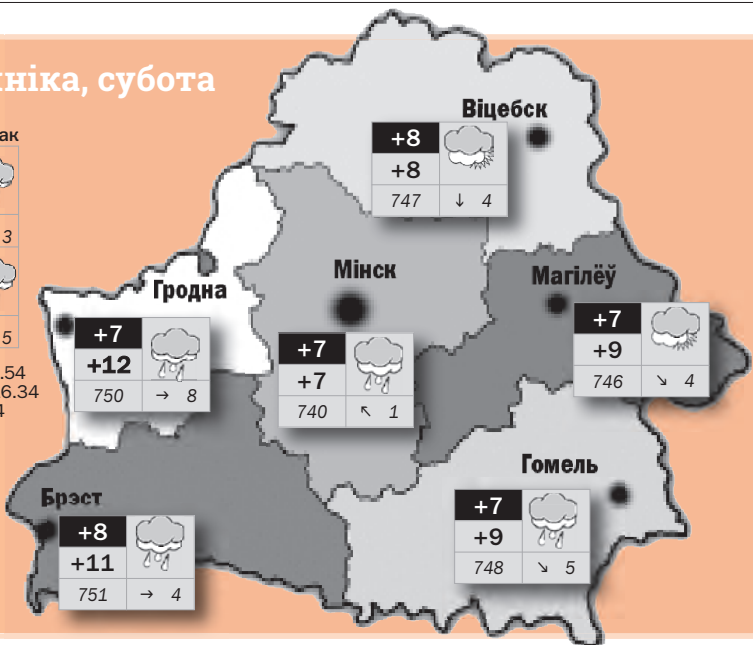 ніка, субота
ак
3
5
.54
6.34
4
Віцебск
+8
+8
747 ↓ 4
Мінск
+7
+7
740 ↖ 1
Магілёў
+7
+9
746 ↘ 4
Гродна
+7
+12
750 → 8
Гомель
+7
+9
748 ↘ 5
Брэст
+8
+11
751 → 4